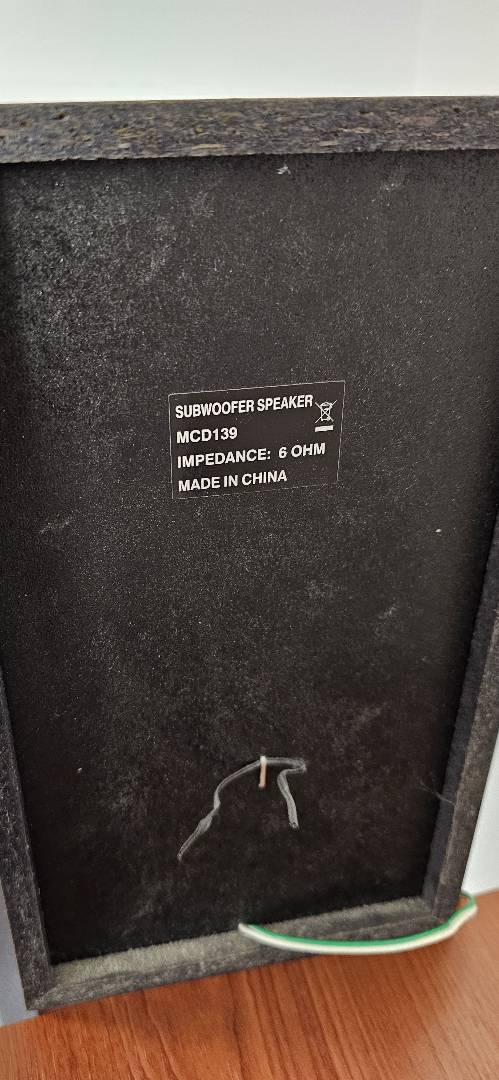 SUBWOOFER SPEAKER
MCD139
IMPEDANCE: 6 OHM
MADE IN CHINA